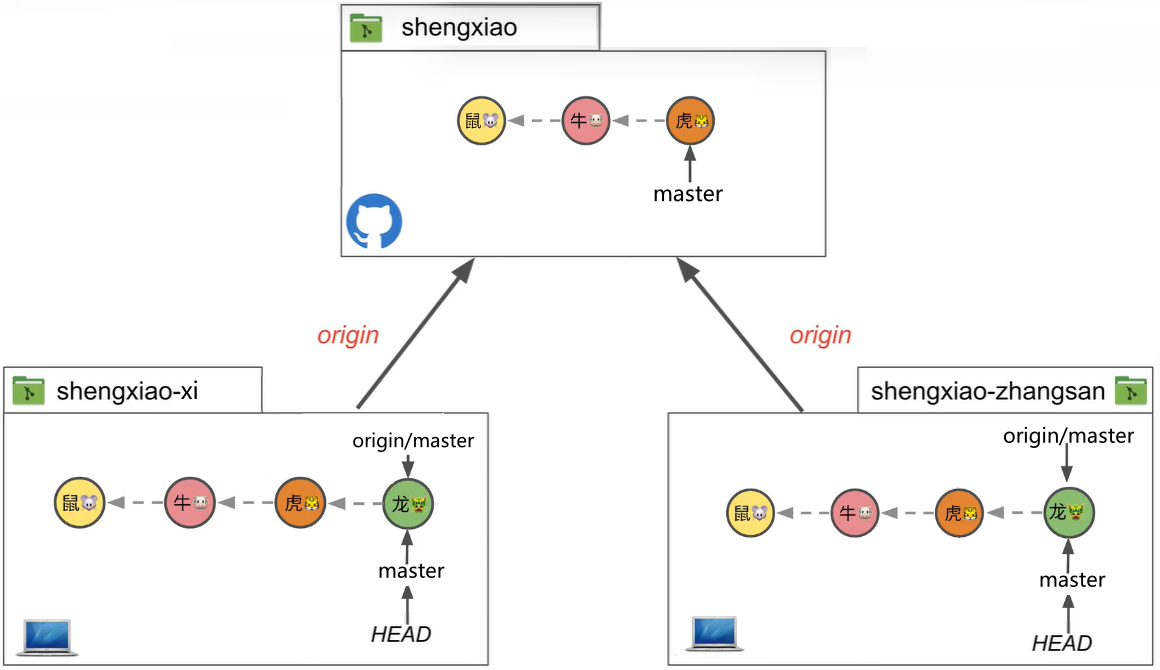 shengxiao
鼠 牛 虎
master
origin
origin
shengxiao-xi
origin/master
鼠 牛 虎 龙
master
HEAD
shengxiao-zhangsan
origin/master
鼠 牛 虎 龙
master
HEAD